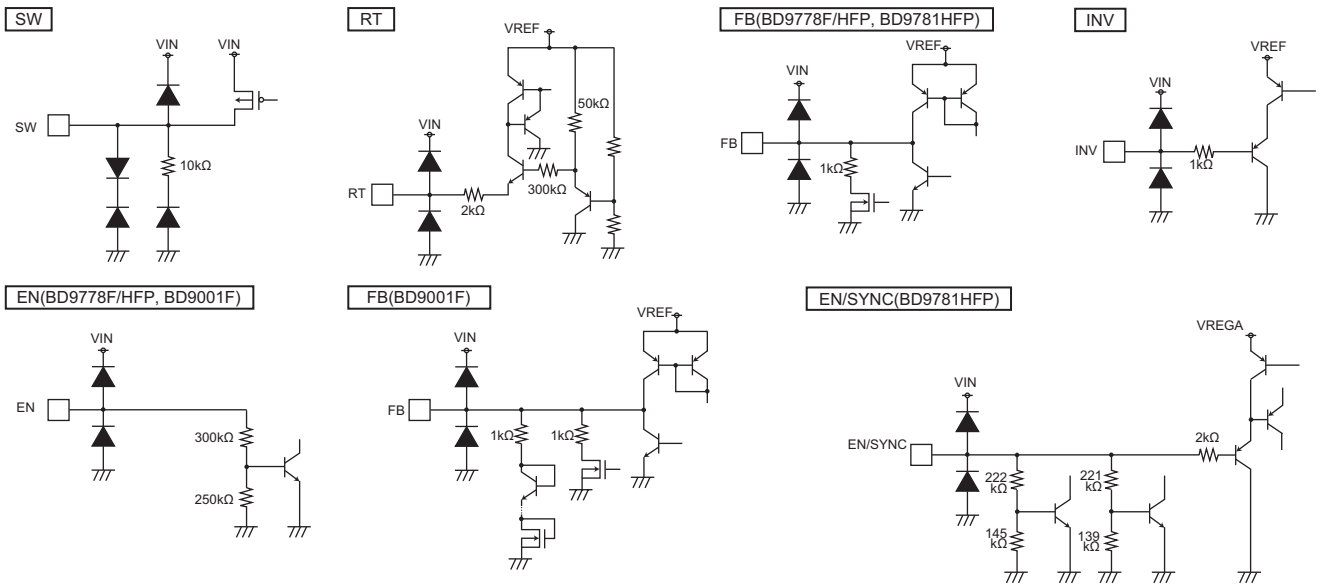 SW
VIN
VIN
SW
10kΩ
RT
VREF
50kΩ
VIN
300kΩ
RT
2kΩ
FB(BD9778F/HFP, BD9781HFP)
VREF
VIN
FB
1kΩ
INV
VREF
VIN
INV
1kΩ
EN(BD9778F/HFP, BD9001F)
VIN
EN
300kΩ
250kΩ
FB(BD9001F)
VREF
VIN
FB
1kΩ
1kΩ
EN/SYNC(BD9781HFP)
VREGA
VIN
EN/SYNC
2kΩ
222
kΩ
221
kΩ
145
kΩ
139
kΩ